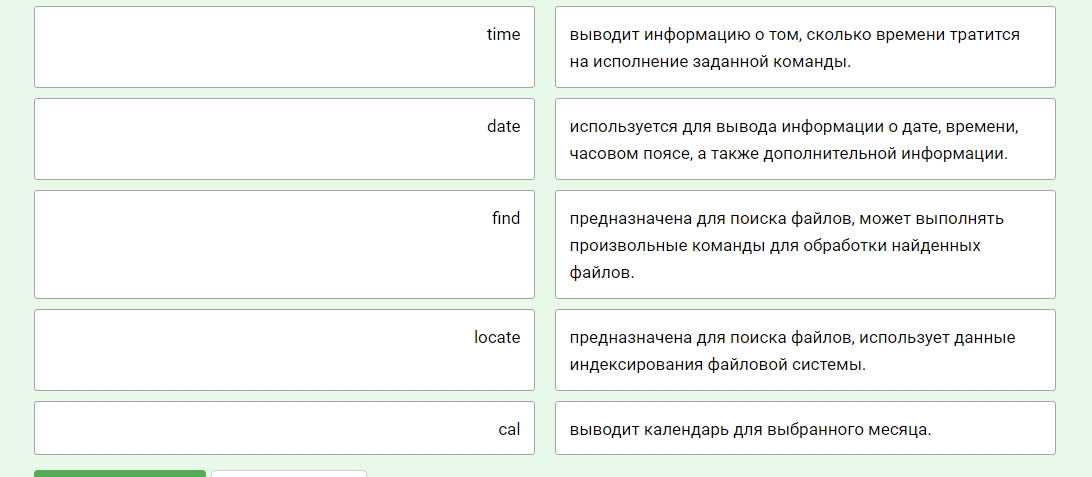 time
выводит информацию о том, сколько времени тратится
на исполнение заданной команды.
date
используется для вывода информации о дате, времени,
часовом поясе, а также дополнительной информации.
find
предназначена для поиска файлов, может выполнять
произвольные команды для обработки найденных
файлов.
locate
предназначена для поиска файлов, использует данные
индексирования файловой системы.
cal
выводит календарь для выбранного месяца.